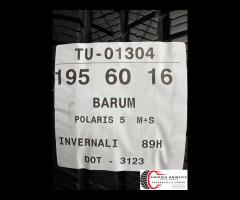 TU-01304
195 60 16
BARUM
POLARIS 5 M+S
INVERNALI 89H
DOT - 3123